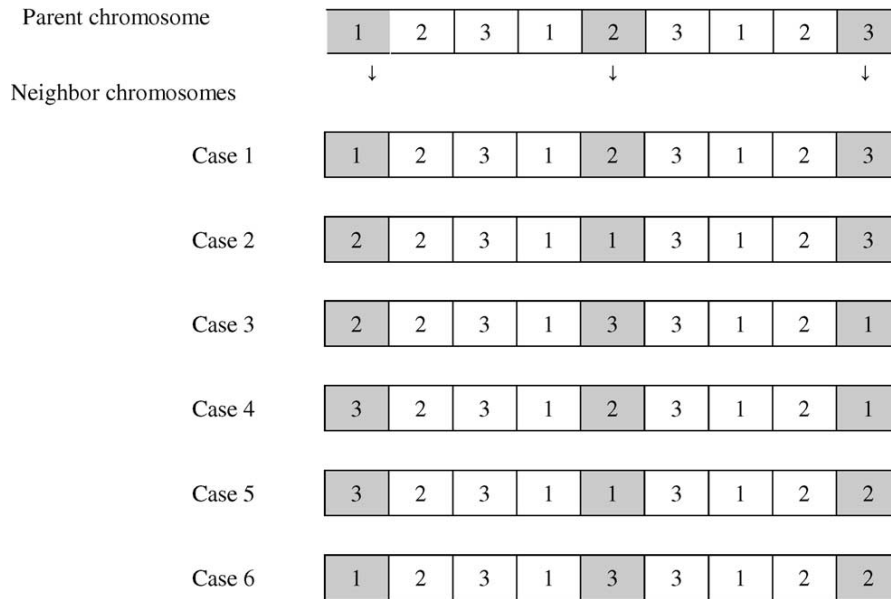 Parent chromosome 1 2 3 1 2 3 1 2 3
↓ ↓ ↓
Neighbor chromosomes
Case 1 1 2 3 1 2 3 1 2 3
Case 2 2 2 3 1 1 3 1 2 3
Case 3 2 2 3 1 3 3 1 2 1
Case 4 3 2 3 1 2 3 1 2 1
Case 5 3 2 3 1 1 3 1 2 2
Case 6 1 2 3 1 3 3 1 2 2